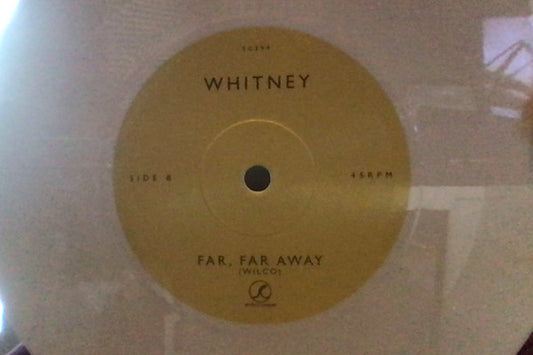 WHITNEY
SIDE B
45RPM
FAR, FAR AWAY
(WILCO)